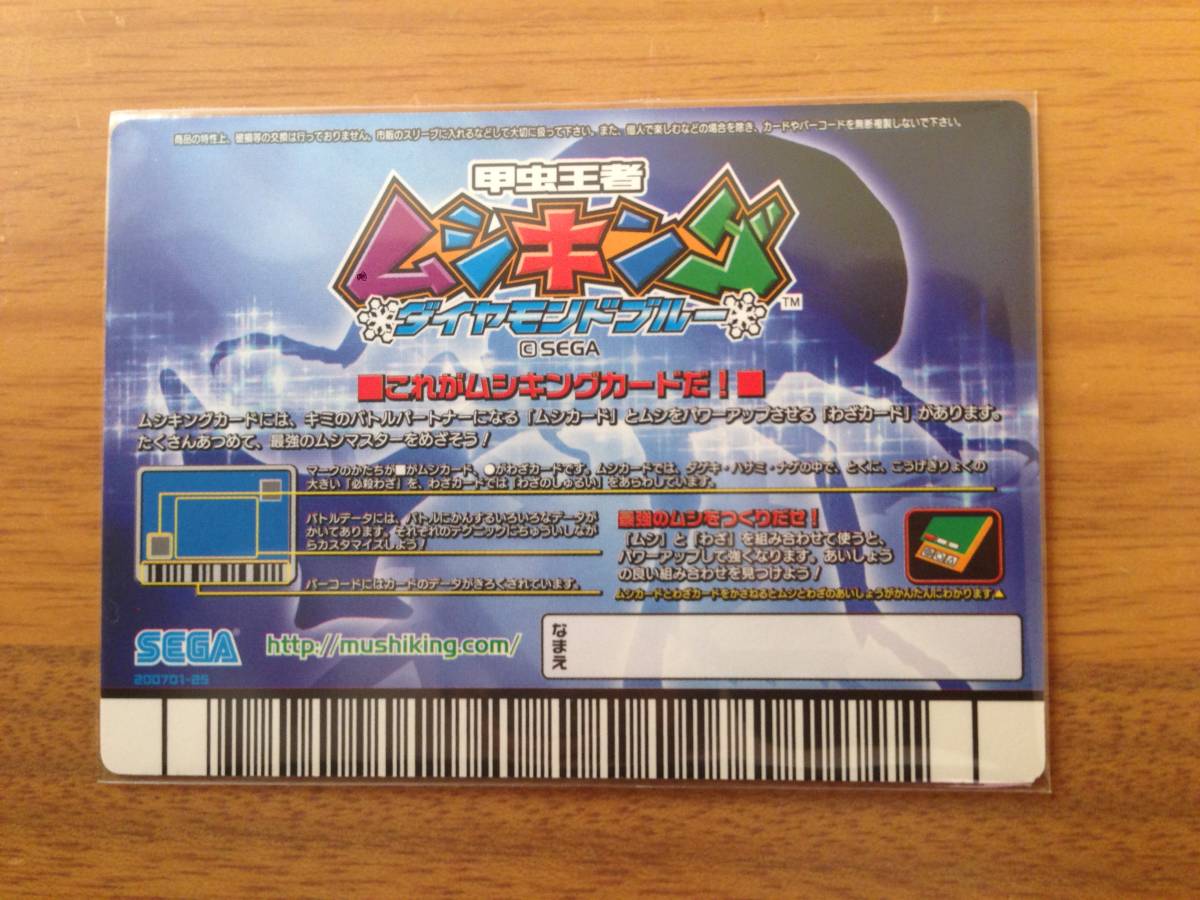 商品の特性上、破損等の交換は行っておりません。市販のスリーブに入れるなどして大切に扱って下さい。また、個人で楽しむなどの場合を除き、カードやバーコードを無断複製しないで下さい。
甲虫王者
ムシキング
ダイヤモンドブルー
TM
©SEGA
■これがムシキングカードだ!■
ムシキングカードには、キミのバトルパートナーになる「ムシカード」とムシをパワーアップさせる「わざカード」があります。
たくさんあつめて、最強のムシマスターをめざそう!
マークのかたちが■がムシカード、●がわざカードです。ムシカードでは、ダゲキ・ハサミ・ナゲの中で、とくに、こうげきりょくの
大きい「必殺わざ」を、わざカードでは「わざのしゅるい」をあらわしています。
バトルデータには、バトルにかんするいろいろなデータが
かいてあります。それぞれのテクニックにちゅういしなが
らカスタマイズしよう!
バーコードにはカードのデータがきろくされています。
最強のムシをつくりだせ!
「ムシ」と「わざ」を組み合わせて使うと、
パワーアップして強くなります。あいしょう
の良い組み合わせを見つけよう!
ムシカードとわざカードをかさねるとムシとわざのあいしょうがかんたんにわかります▲
SEGA®
http://mushiking.com/
なまえ
200701-25